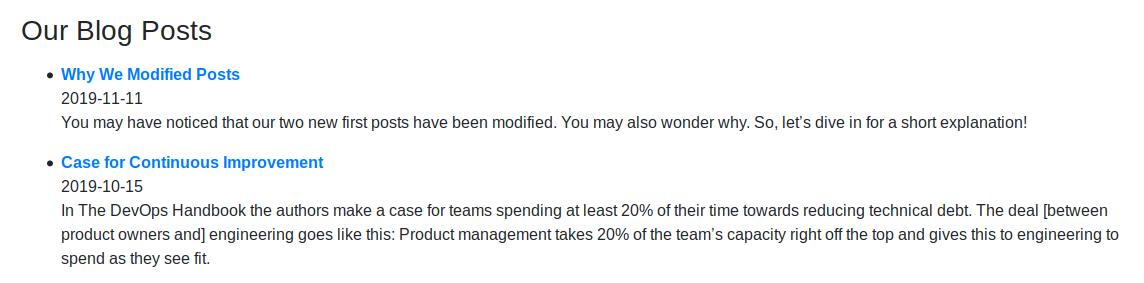 Our Blog Posts
Why We Modified Posts
2019-11-11
You may have noticed that our two new first posts have been modified. You may also wonder why. So, let’s dive in for a short explanation!
Case for Continuous Improvement
2019-10-15
In The DevOps Handbook the authors make a case for teams spending at least 20% of their time towards reducing technical debt. The deal [between
product owners and] engineering goes like this: Product management takes 20% of the team’s capacity right off the top and gives this to engineering to
spend as they see fit.